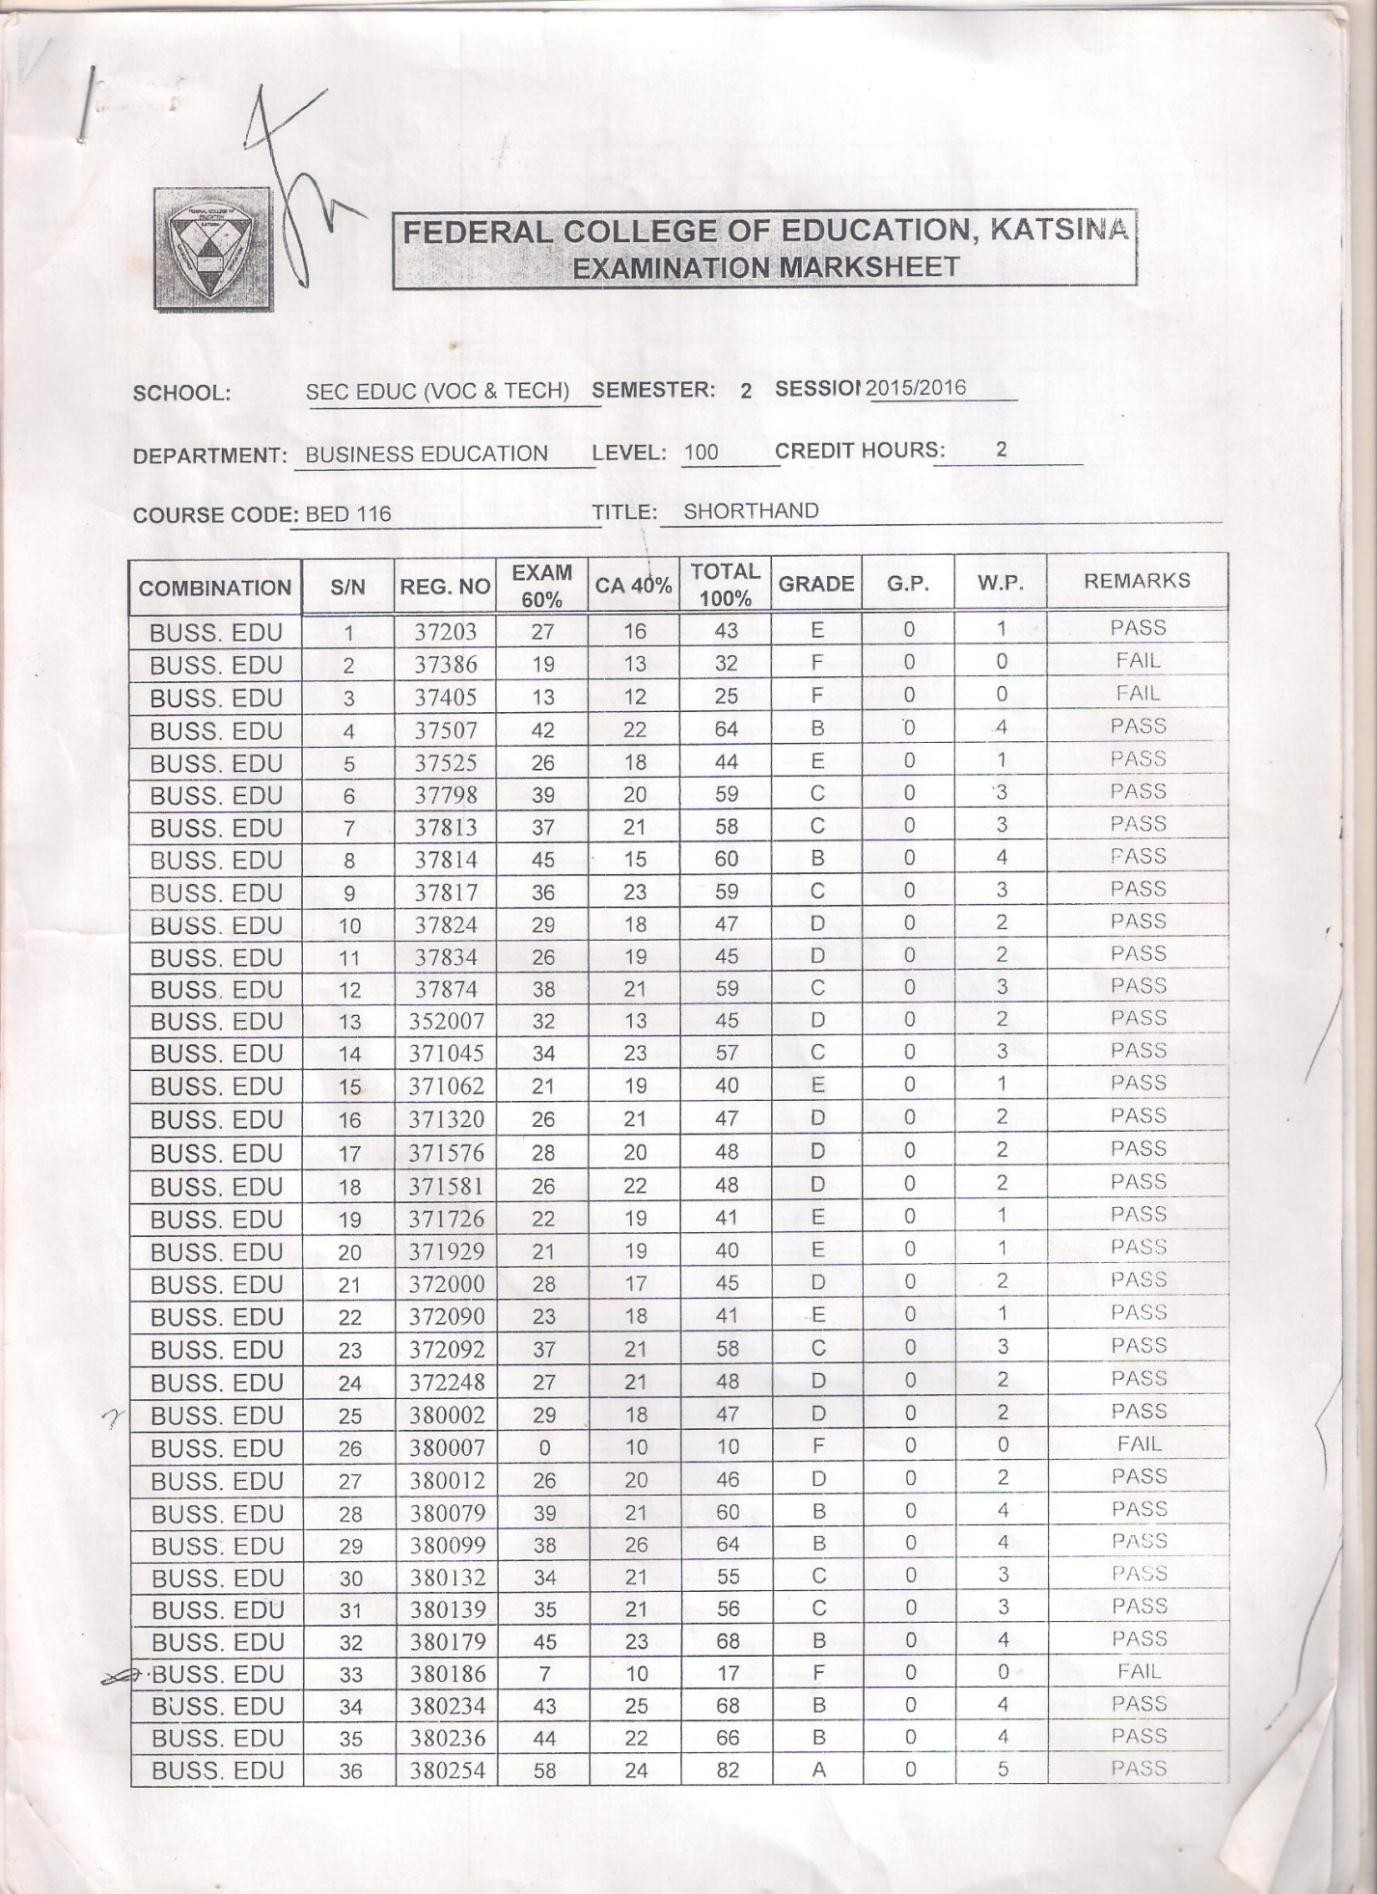 FEDERAL COLLEGE OF EDUCATION, KATSINA
EXAMINATION MARKSHEET
SCHOOL: SEC EDUC (VOC & TECH) SEMESTER: 2 SESSION 2015/2016
DEPARTMENT: BUSINESS EDUCATION LEVEL: 100 CREDIT HOURS: 2
COURSE CODE: BED 116 TITLE: SHORTHAND
COMBINATION S/N REG. NO EXAM 60% CA 40% TOTAL 100% GRADE G.P. W.P. REMARKS
BUSS. EDU 1 37203 27 16 43 E 0 1 PASS
BUSS. EDU 2 37386 19 13 32 F 0 0 FAIL
BUSS. EDU 3 37405 13 12 25 F 0 0 FAIL
BUSS. EDU 4 37507 42 22 64 B 0 4 PASS
BUSS. EDU 5 37525 26 18 44 E 0 1 PASS
BUSS. EDU 6 37798 39 20 59 C 0 3 PASS
BUSS. EDU 7 37813 37 21 58 C 0 3 PASS
BUSS. EDU 8 37814 45 15 60 B 0 4 PASS
BUSS. EDU 9 37817 36 23 59 C 0 3 PASS
BUSS. EDU 10 37824 29 18 47 D 0 2 PASS
BUSS. EDU 11 37834 26 19 45 D 0 2 PASS
BUSS. EDU 12 37874 38 21 59 C 0 3 PASS
BUSS. EDU 13 352007 32 13 45 D 0 2 PASS
BUSS. EDU 14 371045 34 23 57 C 0 3 PASS
BUSS. EDU 15 371062 21 19 40 E 0 1 PASS
BUSS. EDU 16 371320 26 21 47 D 0 2 PASS
BUSS. EDU 17 371576 28 20 48 D 0 2 PASS
BUSS. EDU 18 371581 26 22 48 D 0 2 PASS
BUSS. EDU 19 371726 22 19 41 E 0 1 PASS
BUSS. EDU 20 371929 21 19 40 E 0 1 PASS
BUSS. EDU 21 372000 28 17 45 D 0 2 PASS
BUSS. EDU 22 372090 23 18 41 E 0 1 PASS
BUSS. EDU 23 372092 37 21 58 C 0 3 PASS
BUSS. EDU 24 372248 27 21 48 D 0 2 PASS
BUSS. EDU 25 380002 29 18 47 D 0 2 PASS
BUSS. EDU 26 380007 0 10 10 F 0 0 FAIL
BUSS. EDU 27 380012 26 20 46 D 0 2 PASS
BUSS. EDU 28 380079 39 21 60 B 0 4 PASS
BUSS. EDU 29 380099 38 26 64 B 0 4 PASS
BUSS. EDU 30 380132 34 21 55 C 0 3 PASS
BUSS. EDU 31 380139 35 21 56 C 0 3 PASS
BUSS. EDU 32 380179 45 23 68 B 0 4 PASS
BUSS. EDU 33 380186 7 10 17 F 0 0 FAIL
BUSS. EDU 34 380234 43 25 68 B 0 4 PASS
BUSS. EDU 35 380236 44 22 66 B 0 4 PASS
BUSS. EDU 36 380254 58 24 82 A 0 5 PASS